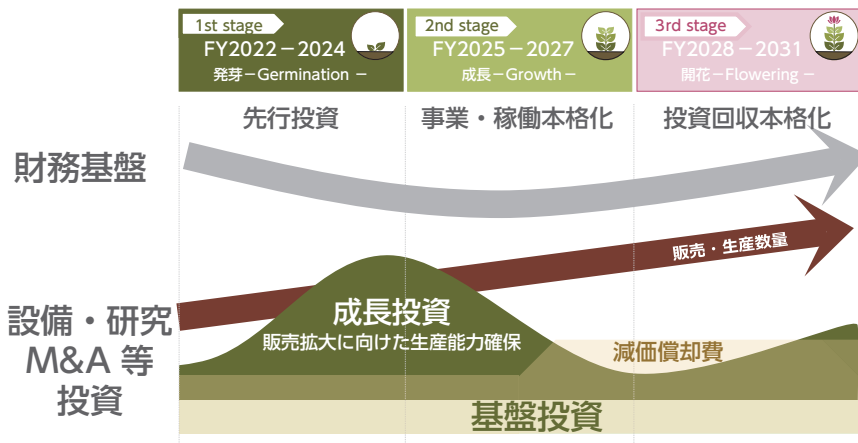 1st stage
FY2022－2024
発芽－Germination －
2nd stage
FY2025－2027
成長－Growth－
3rd stage
FY2028－2031
開花－Flowering－
先行投資
事業・稼働本格化
投資回収本格化
財務基盤
販売・生産数量
設備・研究
M&A 等
投資
成長投資
販売拡大に向けた生産能力確保
減価償却費
基盤投資